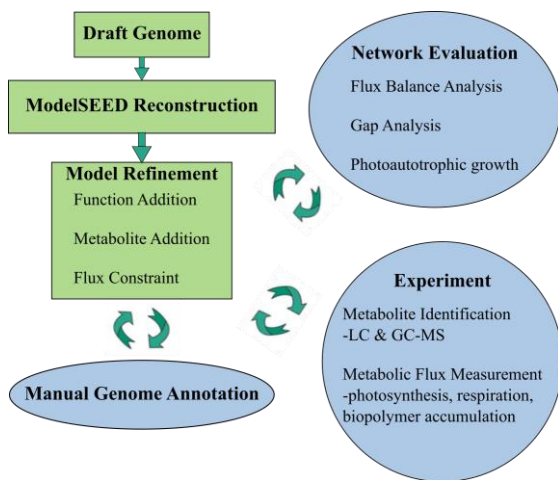 Draft Genome
ModelSEED Reconstruction
Model Refinement
Function Addition
Metabolite Addition
Flux Constraint
Manual Genome Annotation
Network Evaluation
Flux Balance Analysis
Gap Analysis
Photoautotrophic growth
Experiment
Metabolite Identification
-LC & GC-MS
Metabolic Flux Measurement
-photosynthesis, respiration,
biopolymer accumulation